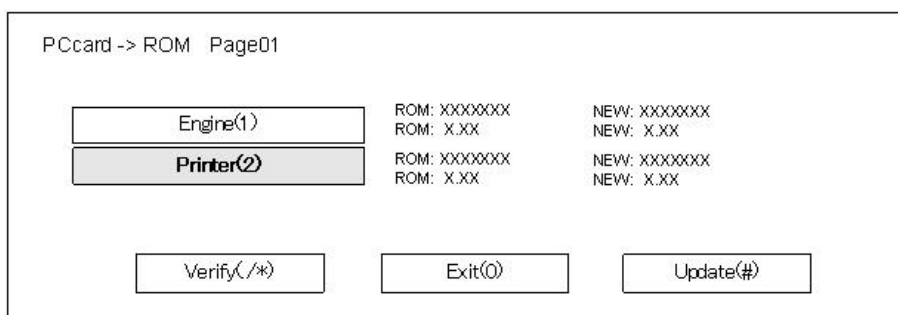 PCcard -> ROM Page01
Engine(1)
ROM: XXXXXXX NEW: XXXXXXX
ROM: X.XX NEW: X.XX
Printer(2)
ROM: XXXXXXX NEW: XXXXXXX
ROM: X.XX NEW: X.XX
Verify(./*) Exit(0) Update(#)